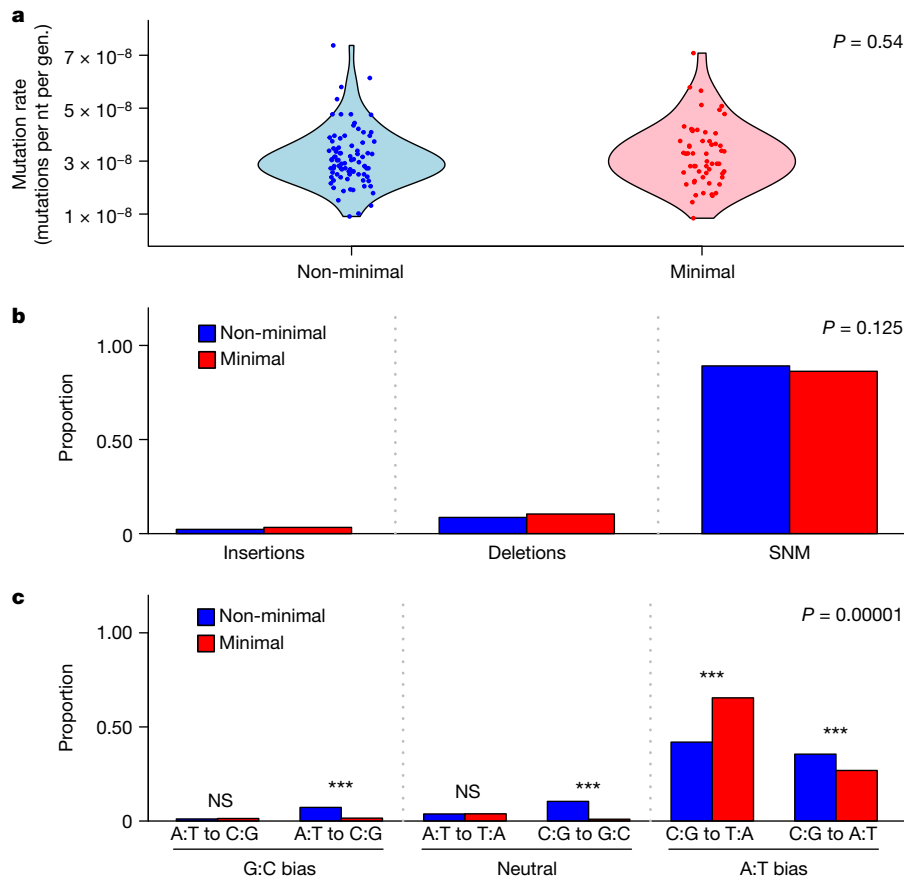 a
Mutation rate
(mutations per nt per gen.)
7 × 10⁻⁸
5 × 10⁻⁸
3 × 10⁻⁸
1 × 10⁻⁸
P = 0.54
Non-minimal
Minimal
b
Proportion
1.00
0.50
0
Non-minimal
Minimal
P = 0.125
Insertions
Deletions
SNM
c
Proportion
1.00
0.50
0
Non-minimal
Minimal
P = 0.00001
NS
***
NS
***
***
***
A:T to C:G
A:T to C:G
A:T to T:A
C:G to G:C
C:G to T:A
C:G to A:T
G:C bias
Neutral
A:T bias